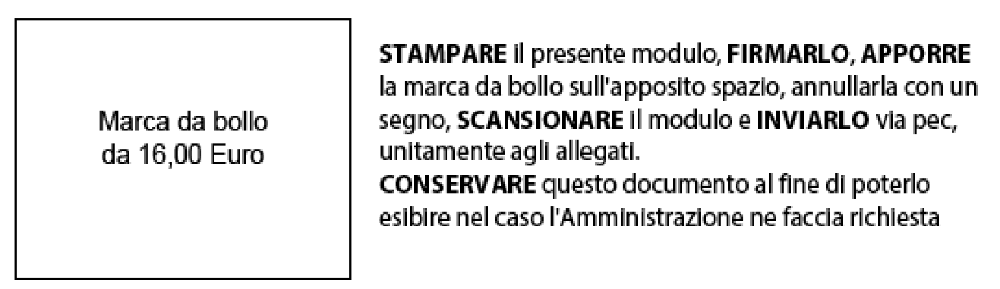 Marca da bollo
da 16,00 Euro
STAMPARE il presente modulo, FIRMARLO, APPORRE
la marca da bollo sull'apposito spazio, annullarla con un
segno, SCANSIONARE il modulo e INVIARLO via pec,
unitamente agli allegati.
CONSERVARE questo documento al fine di poterlo
esibire nel caso l'Amministrazione ne faccia richiesta